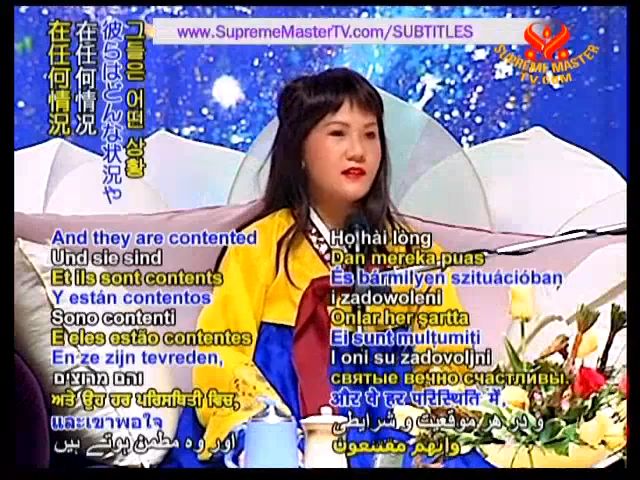 www.SupremeMasterTV.com/SUBTITLES
SUPREME MASTER
TV.COM
그들은 어떤 상황
彼らはどんな状況や
在任何情况
在任何情況
And they are contented
Und sie sind
Et ils sont contents
Y están contentos
Sono contenti
E eles estão contentes
En ze zijn tevreden,
והם מרוצים
ਅਤੇ ਉਹ ਹਰ ਪਰਿਸਥਿਤੀ ਵਿਚ,
และเขาพอใจ
اور وہ مطمئن ہوتے ہیں
Họ hài lòng
Dan mereka puas
És bármilyen szituációban
i zadowoleni
Onlar her şartta
Ei sunt mulţumiţi
I oni su zadovoljni
святые вечно счастливы.
और वे हर परिस्थिति में
و در هر موقعیت و شرایطی
وانهم مقتنعون